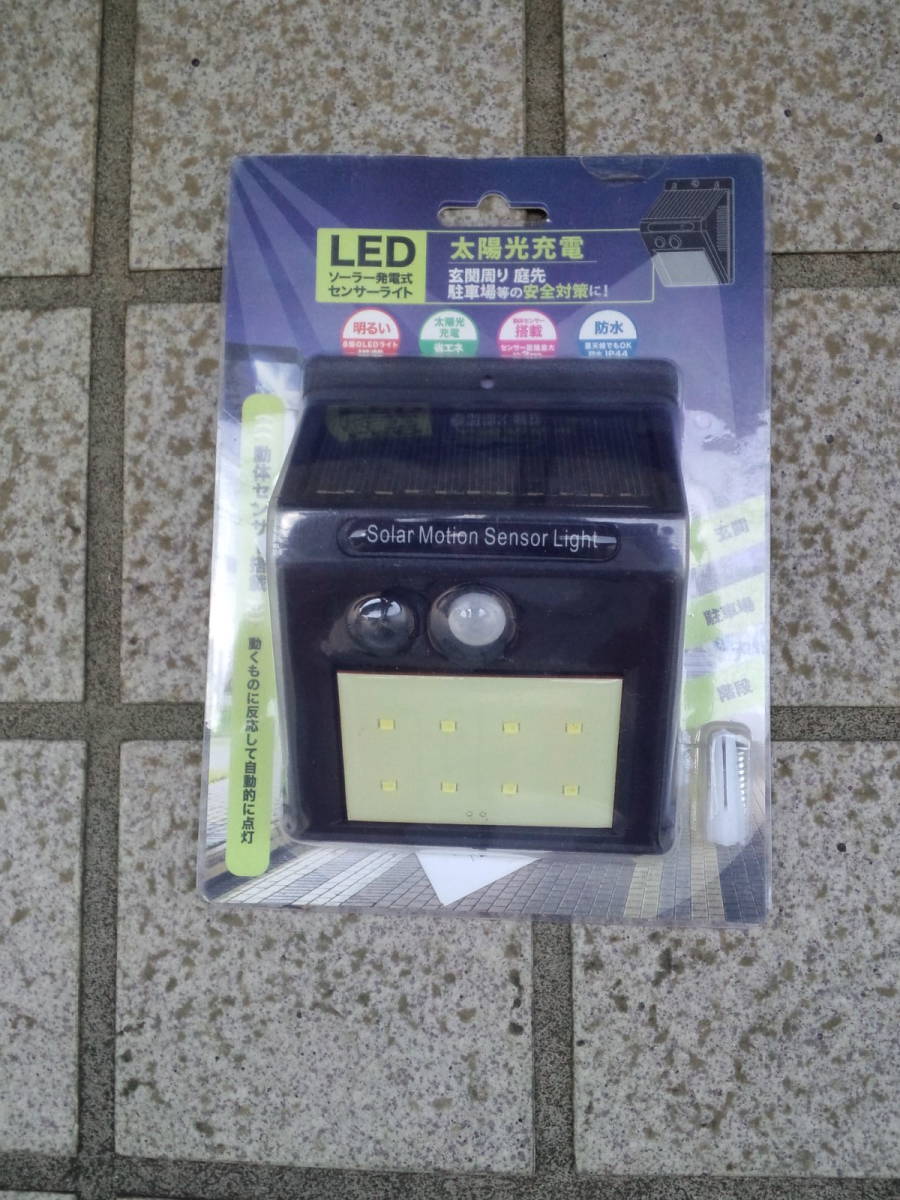 LED
ソーラー発電式
センサーライト
太陽光充電
玄関周り 庭先
駐車場等の安全対策に!
明るい
太陽光
充電
省エネ
搭載
防水
雨天時でもOK
IP44
Solar Motion Sensor Light
動体センサー搭載
動くものに反応して自動的に点灯
玄関
駐車場
階段